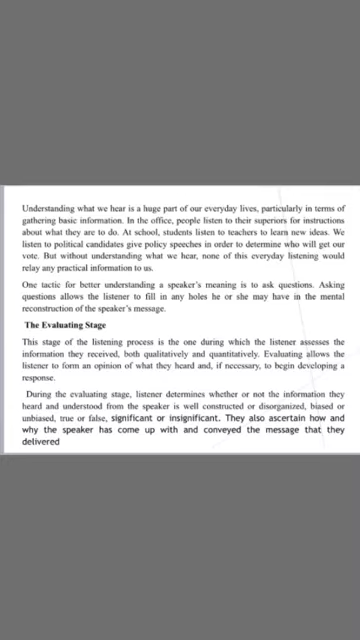 Understanding what we hear is a huge part of our everyday lives, particularly in terms of
gathering basic information. In the office, people listen to their superiors for instructions
about what they are to do. At school, students listen to teachers to learn new ideas. We
listen to political candidates give policy speeches in order to determine who will get our
vote. But without understanding what we hear, none of this everyday listening would
relay any practical information to us.
One tactic for better understanding a speaker's meaning is to ask questions. Asking
questions allows the listener to fill in any holes he or she may have in the mental
reconstruction of the speaker's message.
The Evaluating Stage
This stage of the listening process is the one during which the listener assesses the
information they received, both qualitatively and quantitatively. Evaluating allows the
listener to form an opinion of what they heard and, if necessary, to begin developing a
response.
During the evaluating stage, listener determines whether or not the information they
heard and understood from the speaker is well constructed or disorganized, biased or
unbiased, true or false, significant or insignificant. They also ascertain how and
why the speaker has come up with and conveyed the message that they
delivered